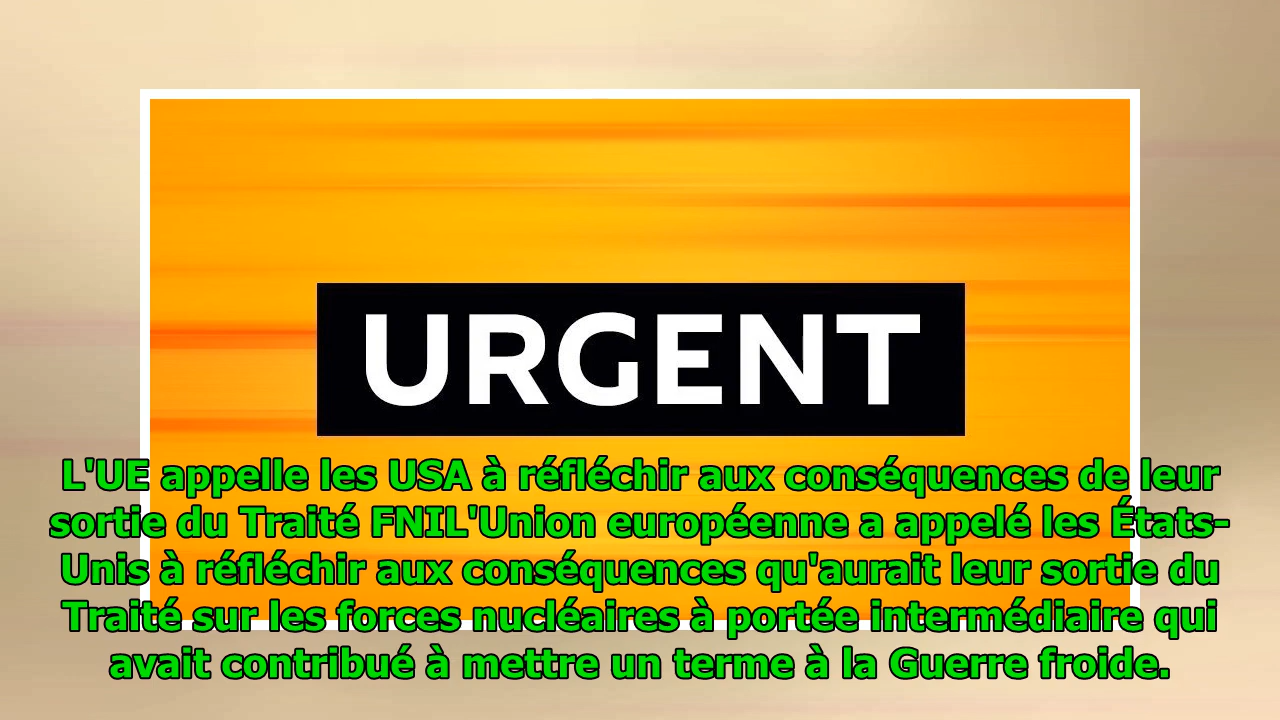 URGENT
L'UE appelle les USA à réfléchir aux conséquences de leur
sortie du Traité FNIL'Union européenne a appelé les États-
Unis à réfléchir aux conséquences qu'aurait leur sortie du
Traité sur les forces nucléaires à portée intermédiaire qui
avait contribué à mettre un terme à la Guerre froide.